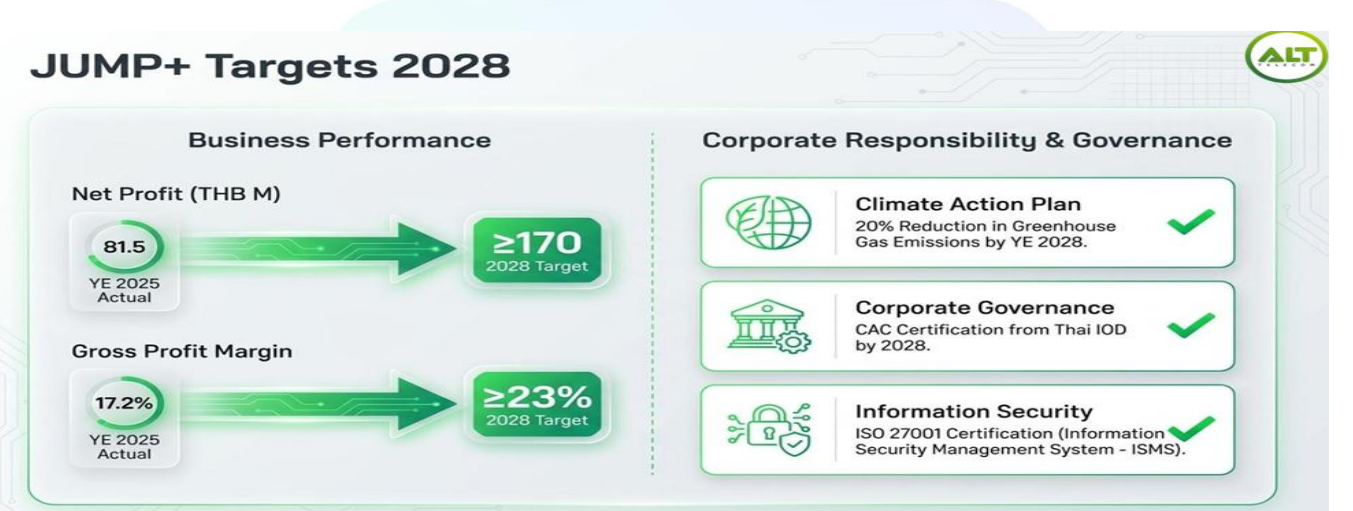 JUMP+ Targets 2028
ALT
TELECOM
Business Performance
Net Profit (THB M)
81.5
YE 2025
Actual
≥170
2028 Target
Gross Profit Margin
17.2%
YE 2025
Actual
≥23%
2028 Target
Corporate Responsibility & Governance
Climate Action Plan
20% Reduction in Greenhouse
Gas Emissions by YE 2028.
Corporate Governance
CAC Certification from Thai IOD
by 2028.
Information Security
ISO 27001 Certification (Information
Security Management System - ISMS).